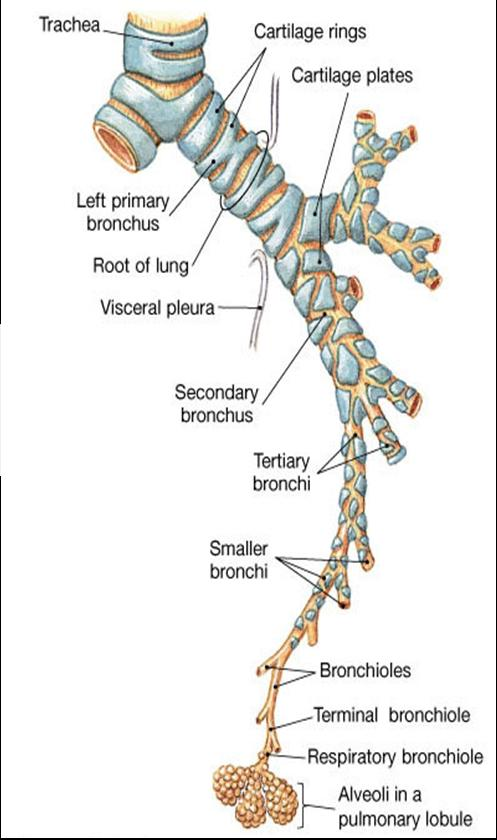 Trachea
Cartilage rings
Cartilage plates
Left primary
bronchus
Root of lung
Visceral pleura
Secondary
bronchus
Tertiary
bronchi
Smaller
bronchi
Bronchioles
Terminal bronchiole
Respiratory bronchiole
Alveoli in a
pulmonary lobule